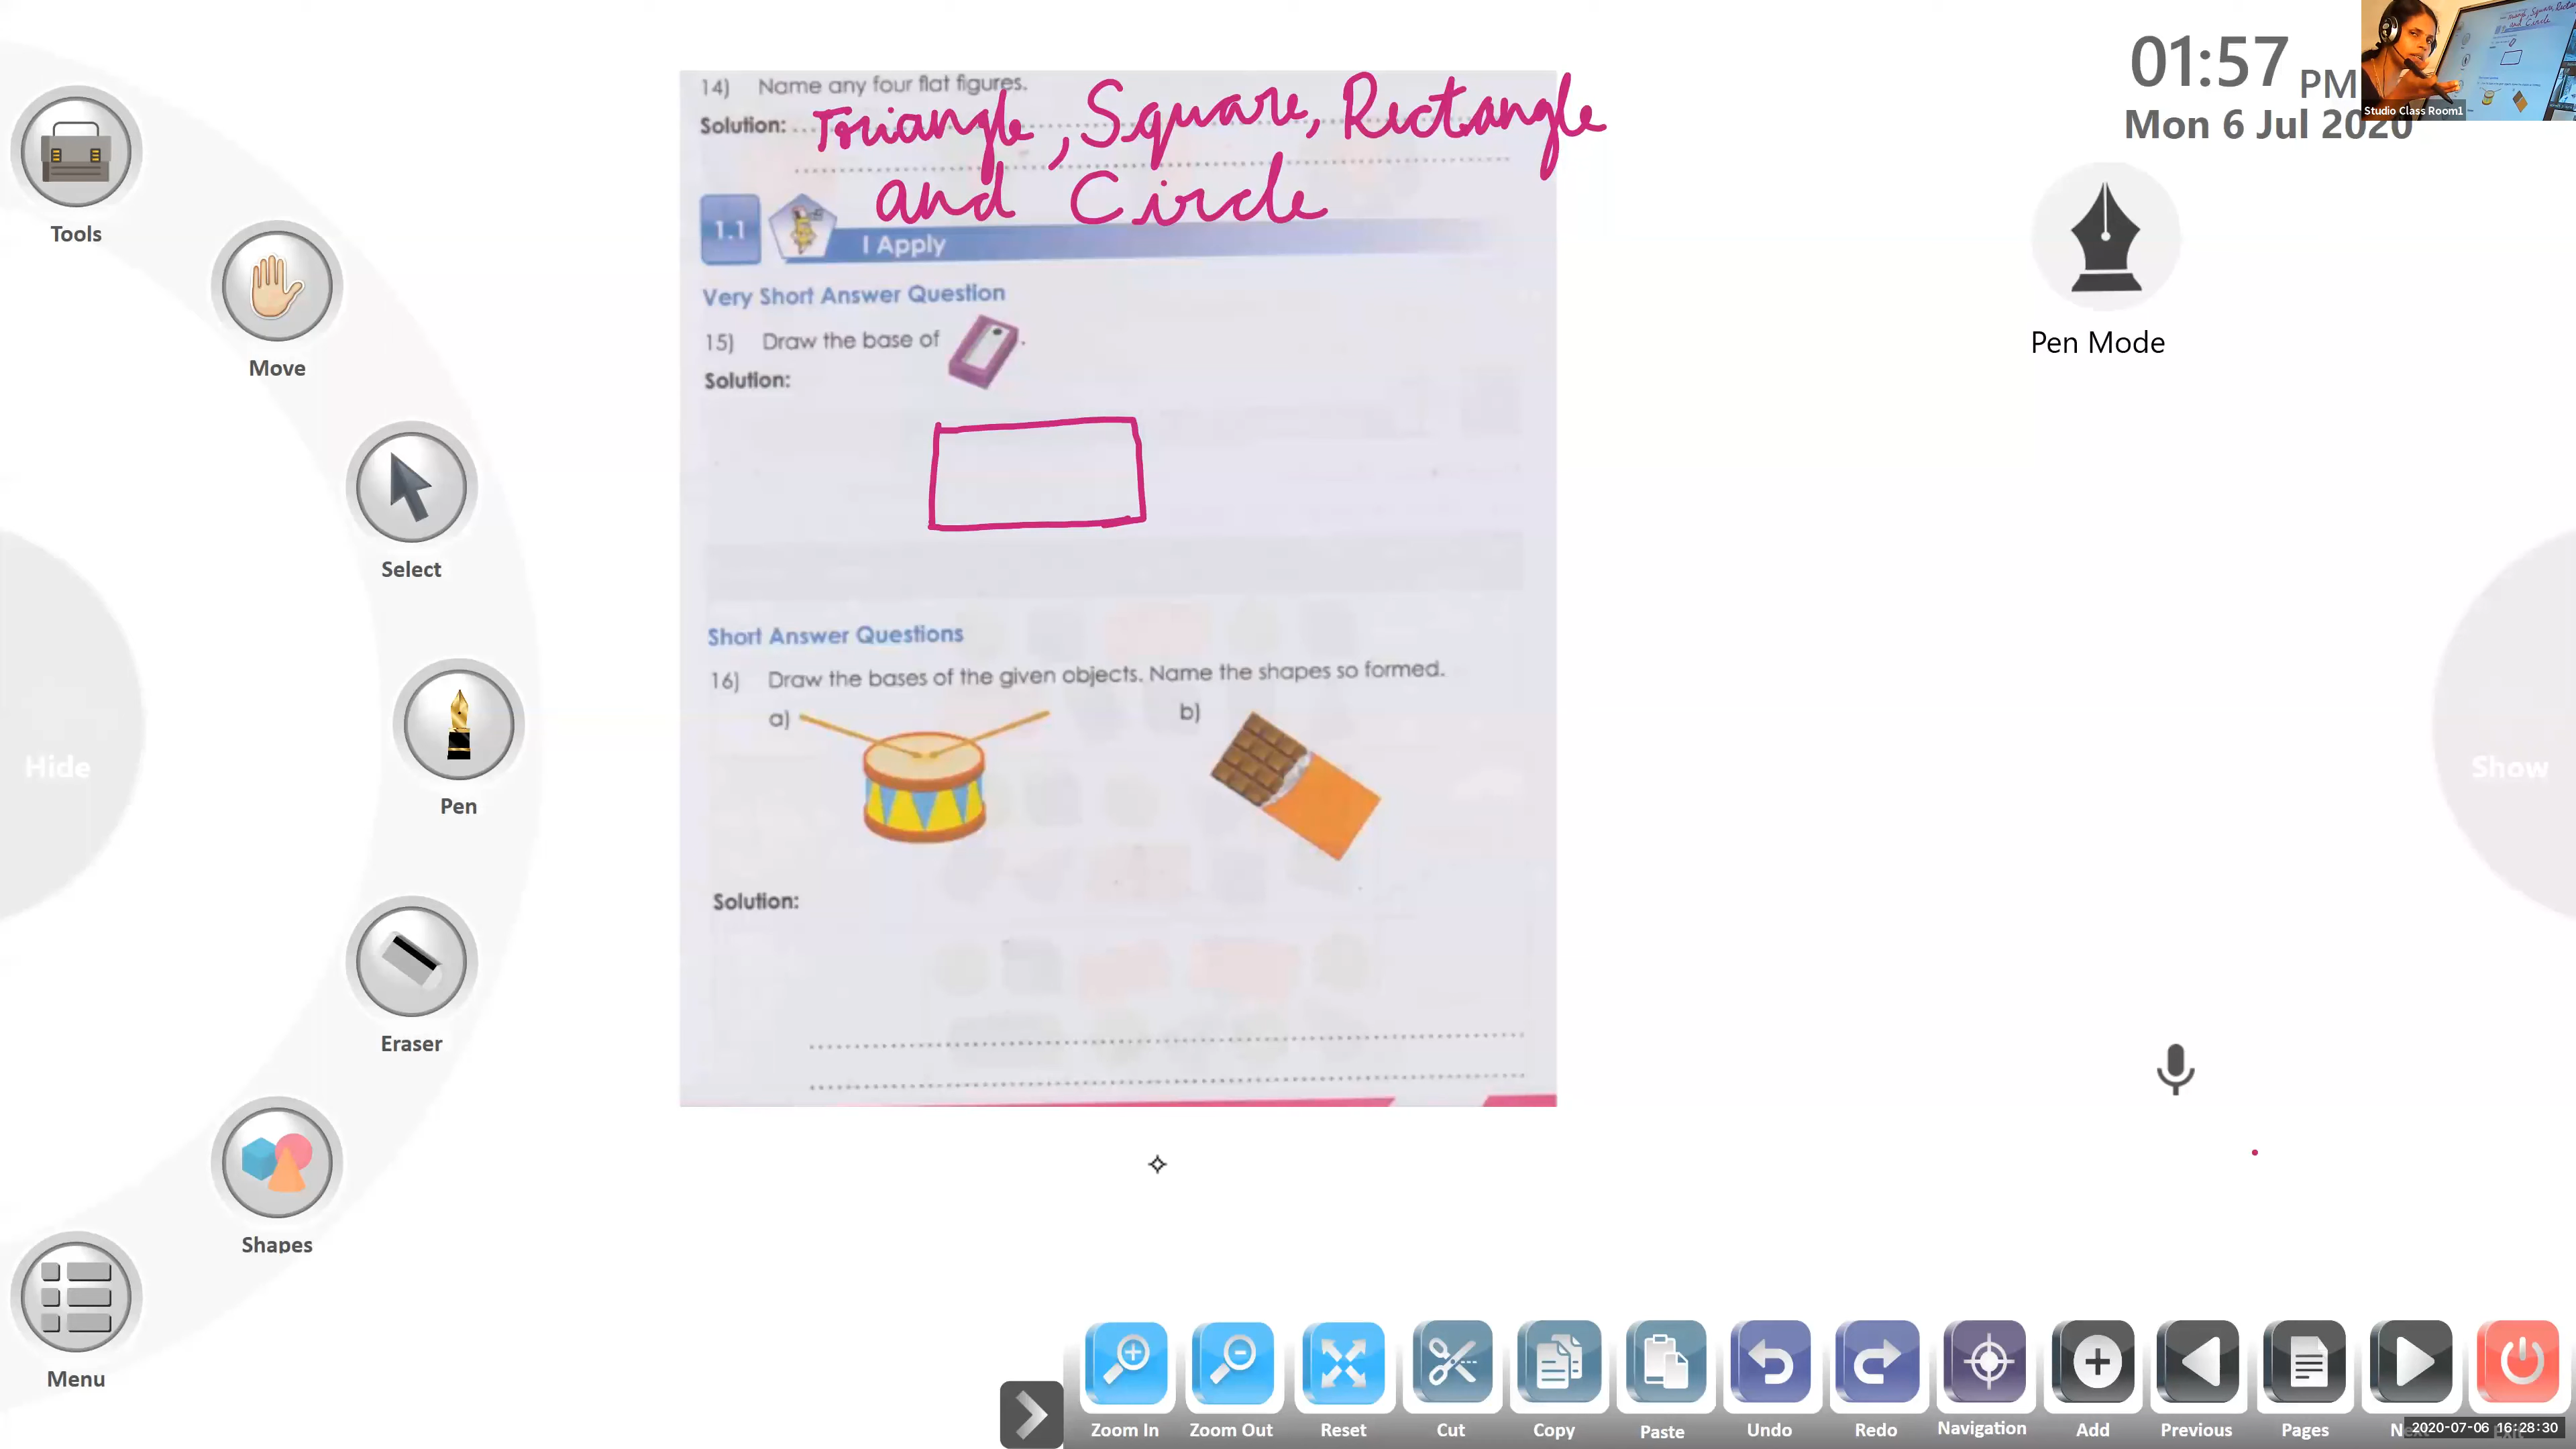 01:57 PM
Mon 6 Jul 2020
Studio Class Room1
Tools
Move
Select
Pen
Eraser
Shapes
Menu
Hide
14) Name any four flat figures.
Solution: Triangle, Square, Rectangle
and Circle
1.1 I Apply
Very Short Answer Question
15) Draw the base of .
Solution:
Short Answer Questions
16) Draw the bases of the given objects. Name the shapes so formed.
a) b)
Solution:
Pen Mode
Show
Zoom In Zoom Out Reset Cut Copy Paste Undo Redo Navigation Add Previous Pages
2020-07-06 16:28:30